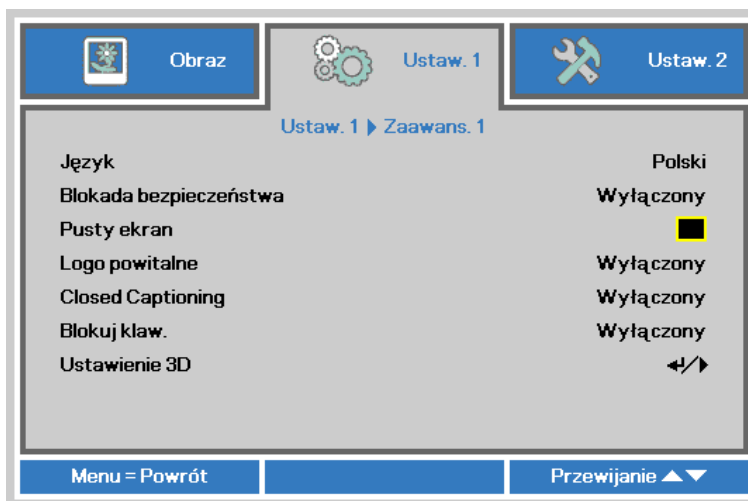 Obraz
Ustaw. 1
Ustaw. 2
Ustaw. 1 Zaawans. 1
Język Polski
Blokada bezpieczeństwa Wyłączony
Pusty ekran
Logo powitalne Wyłączony
Closed Captioning Wyłączony
Blokuj klaw. Wyłączony
Ustawienie 3D
Menu = Powrót
Przewijanie